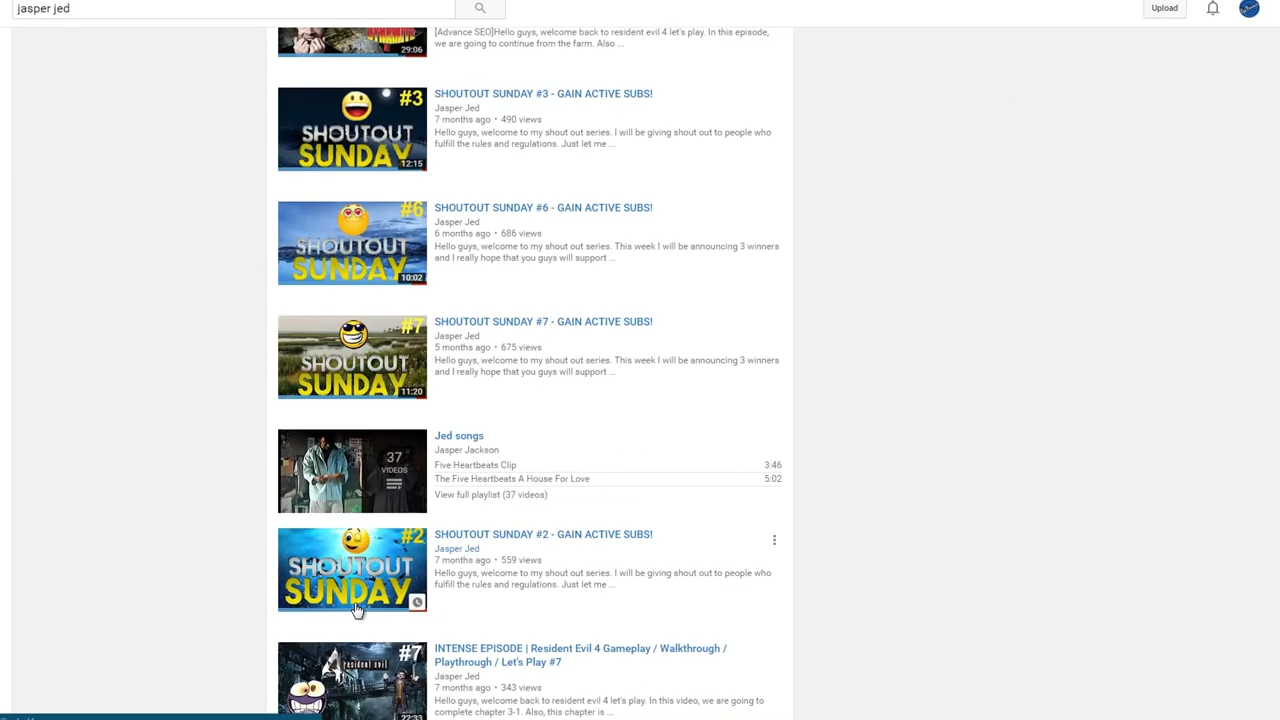 jasper jed
Upload
DYNAMITE
29:06
[Advance SEO]Hello guys, welcome back to resident evil 4 let's play. In this episode,
we are going to continue from the farm. Also ...
#3
SHOUTOUT
SUNDAY
12:15
SHOUTOUT SUNDAY #3 - GAIN ACTIVE SUBS!
Jasper Jed
7 months ago • 490 views
Hello guys, welcome to my shout out series. I will be giving shout out to people who
fulfill the rules and regulations. Just let me ...
#6
SHOUTOUT
SUNDAY
10:02
SHOUTOUT SUNDAY #6 - GAIN ACTIVE SUBS!
Jasper Jed
6 months ago • 686 views
Hello guys, welcome to my shout out series. This week I will be announcing 3 winners
and I really hope that you guys will support ...
#7
SHOUTOUT
SUNDAY
11:20
SHOUTOUT SUNDAY #7 - GAIN ACTIVE SUBS!
Jasper Jed
5 months ago • 675 views
Hello guys, welcome to my shout out series. This week I will be announcing 3 winners
and I really hope that you guys will support ...
37
VIDEOS
Jed songs
Jasper Jackson
Five Heartbeats Clip 3:46
The Five Heartbeats A House For Love 5:02
View full playlist (37 videos)
#2
SHOUTOUT
SUNDAY
SHOUTOUT SUNDAY #2 - GAIN ACTIVE SUBS!
Jasper Jed
7 months ago • 559 views
Hello guys, welcome to my shout out series. I will be giving shout out to people who
fulfill the rules and regulations. Just let me ...
#7
resident evil
4
22:33
INTENSE EPISODE | Resident Evil 4 Gameplay / Walkthrough /
Playthrough / Let's Play #7
Jasper Jed
7 months ago • 343 views
Hello guys, welcome back to resident evil 4 let's play. In this video, we are going to
complete chapter 3-1. Also, this chapter is ...